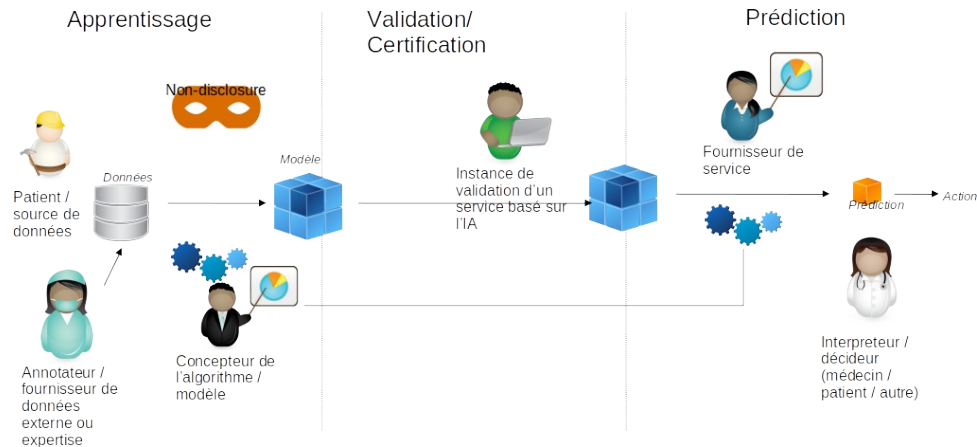 Apprentissage
Validation/
Certification
Prédiction
Non-disclosure
Modèle
Données
Patient /
source de
données
Instance de
validation d'un
service basé sur
l'IA
Fournisseur de
service
Prédiction
Action
Annotateur /
fournisseur de
données
externe ou
expertise
Concepteur de
l'algorithme /
modèle
Interpreteur /
décideur
(médecin /
patient / autre)